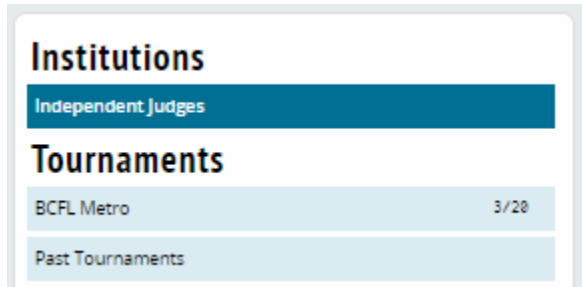 Institutions
Independent Judges
Tournaments
BCFL Metro 3/20
Past Tournaments